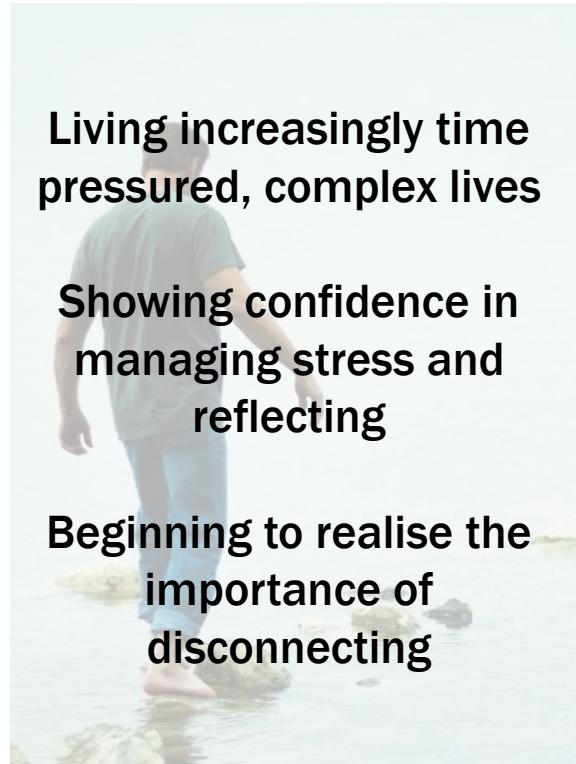 Living increasingly time
pressured, complex lives
Showing confidence in
managing stress and
reflecting
Beginning to realise the
importance of
disconnecting